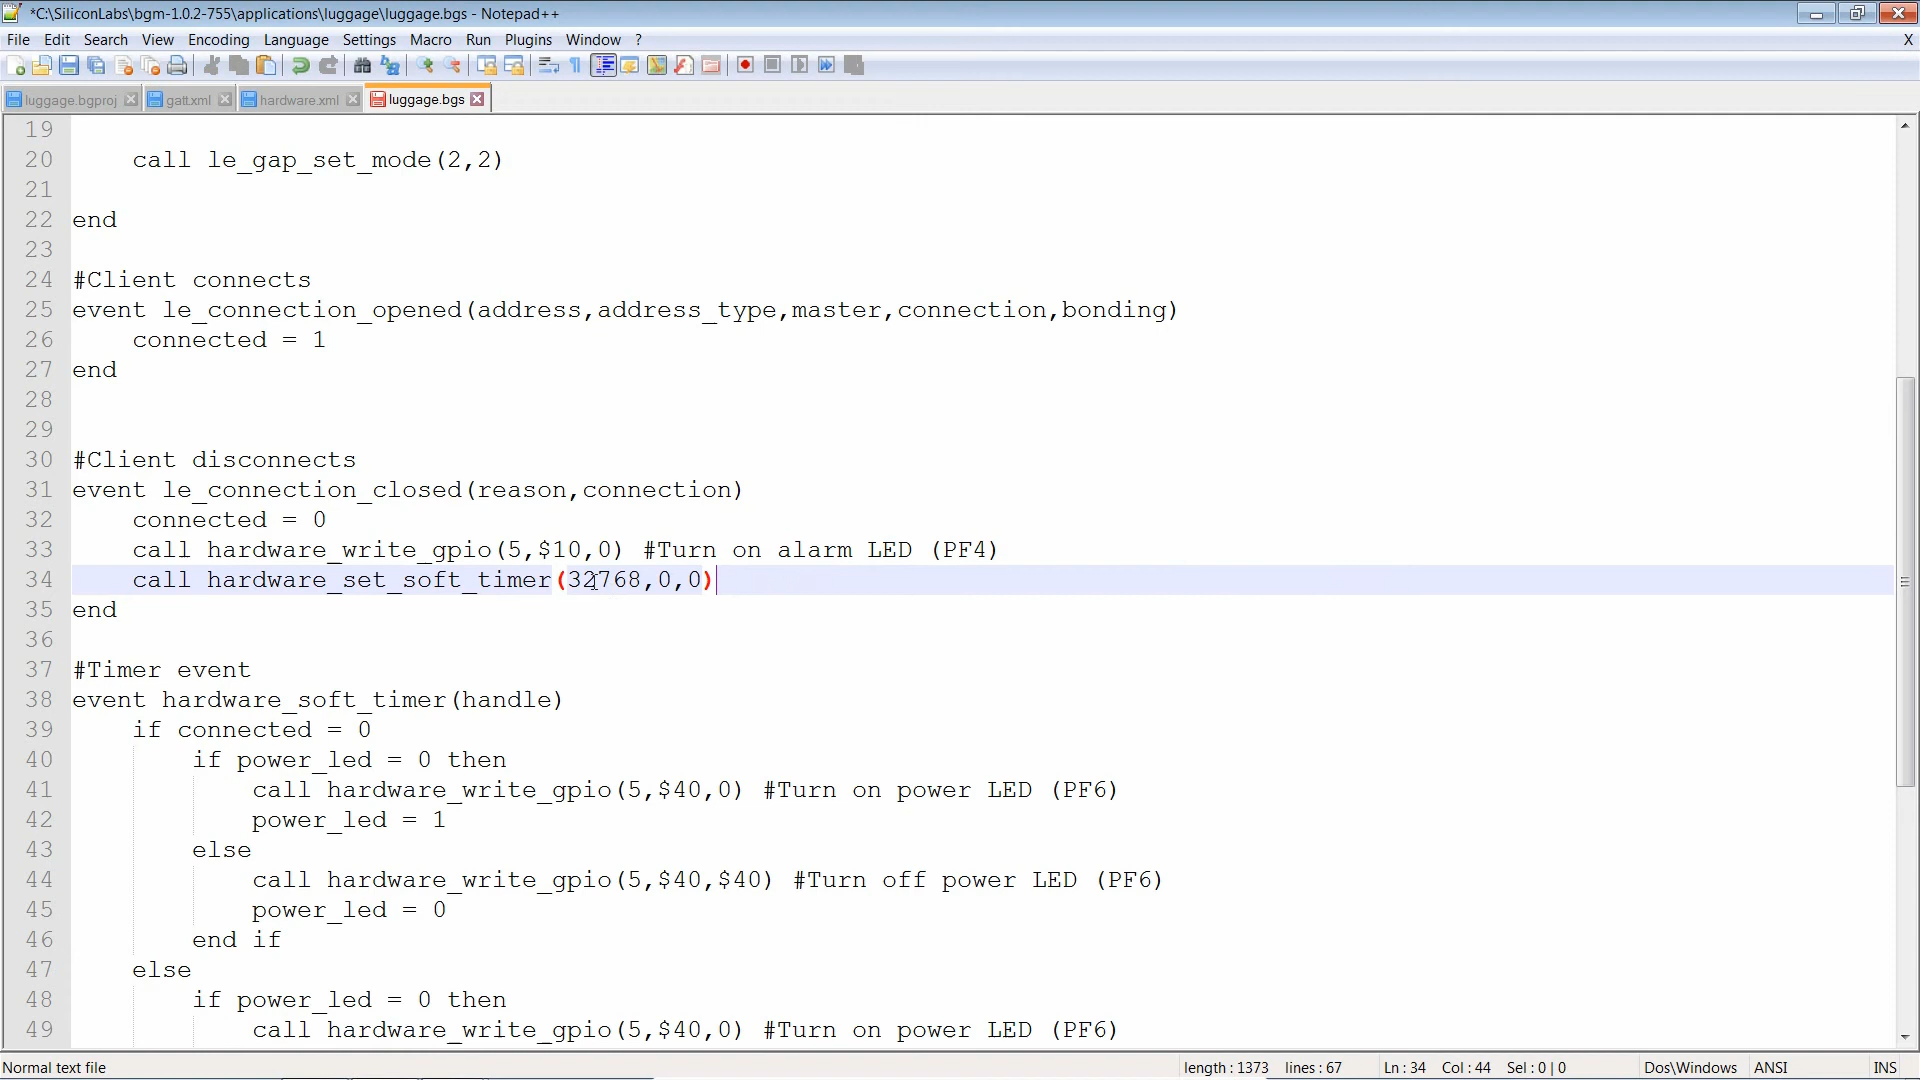 *C:\SiliconLabs\bgm-1.0.2-755\applications\luggage\luggage.bgs - Notepad++
File Edit Search View Encoding Language Settings Macro Run Plugins Window ? X
luggage.bgproj gatt.xml hardware.xml luggage.bgs
19
20 call le_gap_set_mode(2,2)
21
22 end
23
24 #Client connects
25 event le_connection_opened(address,address_type,master,connection,bonding)
26 connected = 1
27 end
28
29
30 #Client disconnects
31 event le_connection_closed(reason,connection)
32 connected = 0
33 call hardware_write_gpio(5,$10,0) #Turn on alarm LED (PF4)
34 call hardware_set_soft_timer(32768,0,0)
35 end
36
37 #Timer event
38 event hardware_soft_timer(handle)
39 if connected = 0
40 if power_led = 0 then
41 call hardware_write_gpio(5,$40,0) #Turn on power LED (PF6)
42 power_led = 1
43 else
44 call hardware_write_gpio(5,$40,$40) #Turn off power LED (PF6)
45 power_led = 0
46 end if
47 else
48 if power_led = 0 then
49 call hardware_write_gpio(5,$40,0) #Turn on power LED (PF6)
Normal text file length : 1373 lines : 67 Ln : 34 Col : 44 Sel : 0 | 0 Dos\Windows ANSI INS